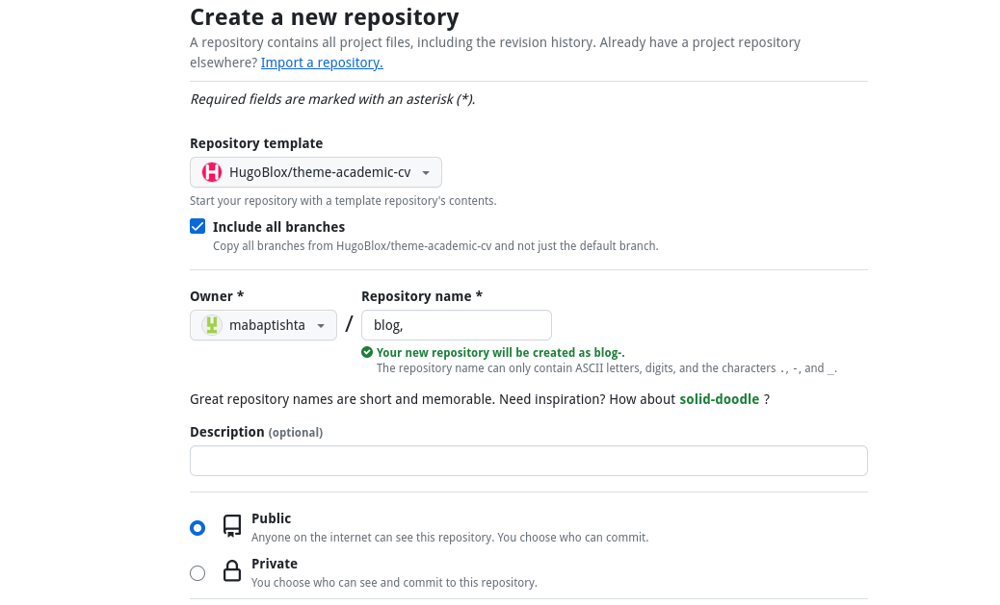 Create a new repository
A repository contains all project files, including the revision history. Already have a project repository
elsewhere? Import a repository.
Required fields are marked with an asterisk (*).
Repository template
HugoBlox/theme-academic-cv
Start your repository with a template repository's contents.
Include all branches
Copy all branches from HugoBlox/theme-academic-cv and not just the default branch.
Owner * Repository name *
mabaptishta / blog,
Your new repository will be created as blog-.
The repository name can only contain ASCII letters, digits, and the characters ., -, and _.
Great repository names are short and memorable. Need inspiration? How about solid-doodle ?
Description (optional)
Public
Anyone on the internet can see this repository. You choose who can commit.
Private
You choose who can see and commit to this repository.